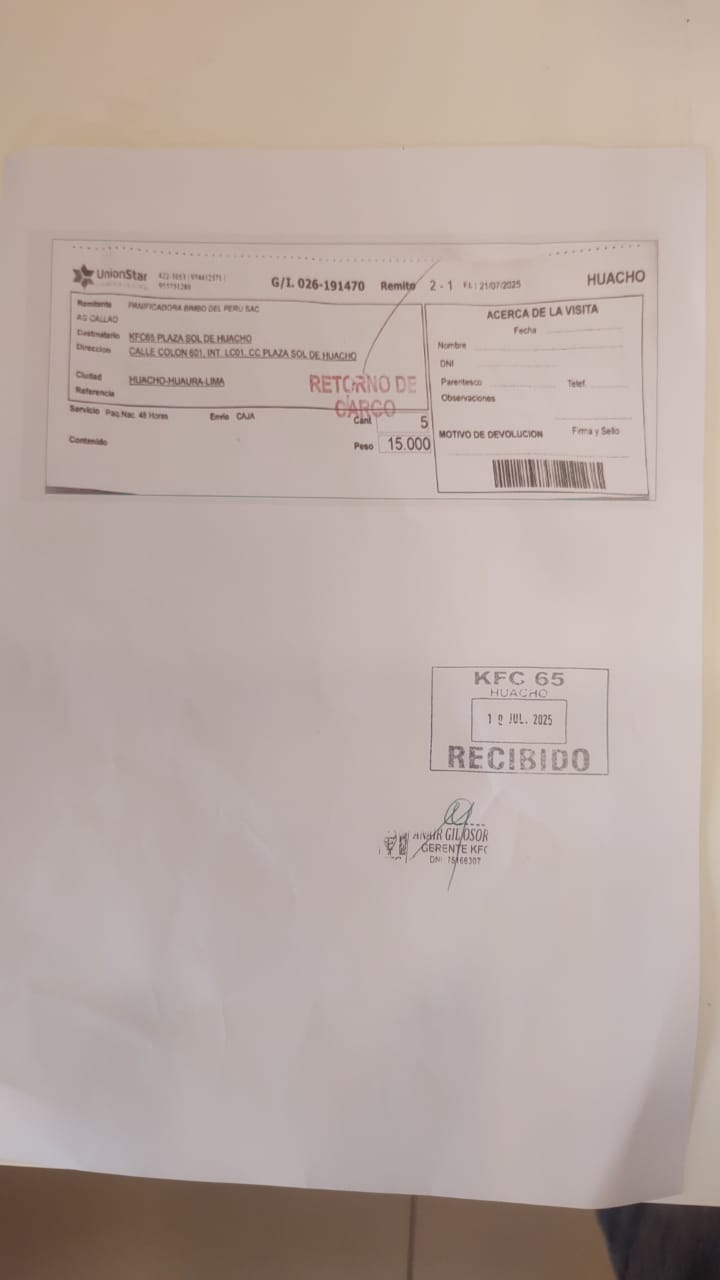 UnionStar
G/I. 026-191470 Remito 2 - 1 F.I.: 21/07/2025 HUACHO
Remitente PANIFICADORA BIMBO DEL PERU SAC
AG CALLAO
Destinatario KFC65 PLAZA SOL DE HUACHO
Direccion CALLE COLON 601, INT. LC01, CC PLAZA SOL DE HUACHO
Ciudad HUACHO-HUAURA-LIMA
Referencia
RETORNO DE
CARGO
Servicio Paq.Nac. 48 Horas Envio CAJA Cant 5
Contenido Peso 15.000
ACERCA DE LA VISITA
Fecha
Nombre
DNI
Parentesco Telef.
Observaciones
MOTIVO DE DEVOLUCION Firma y Sello
KFC 65
HUACHO
JUL. 2025
RECIBIDO
GERENTE KFC
DNI: 75168307